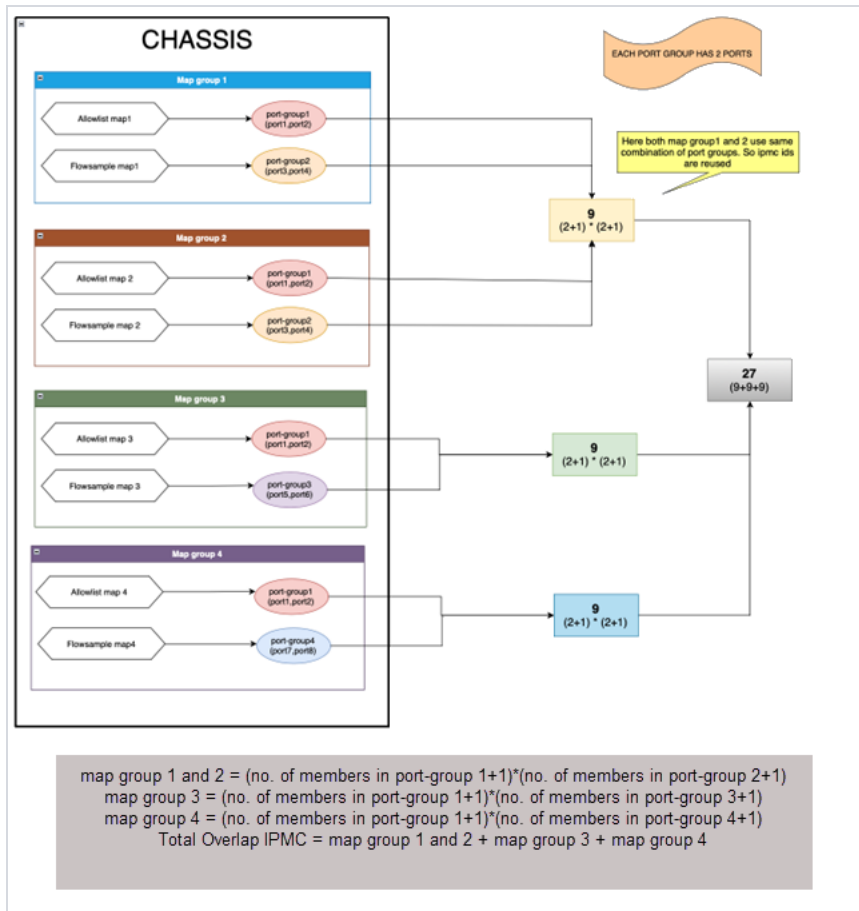 CHASSIS
EACH PORT GROUP HAS 2 PORTS
Map group 1
Allowlist map1
port-group1
(port1,port2)
Flowsample map1
port-group2
(port3,port4)
Here both map group1 and 2 use same
combination of port groups. So ipmc ids
are reused
9
(2+1) * (2+1)
Map group 2
Allowlist map 2
port-group1
(port1,port2)
Flowsample map 2
port-group2
(port3,port4)
27
(9+9+9)
Map group 3
Allowlist map 3
port-group1
(port1,port2)
Flowsample map 3
port-group3
(port5,port6)
9
(2+1) * (2+1)
Map group 4
Allowlist map 4
port-group1
(port1,port2)
Flowsample map4
port-group4
(port7,port8)
9
(2+1) * (2+1)
map group 1 and 2 = (no. of members in port-group 1+1)*(no. of members in port-group 2+1)
map group 3 = (no. of members in port-group 1+1)*(no. of members in port-group 3+1)
map group 4 = (no. of members in port-group 1+1)*(no. of members in port-group 4+1)
Total Overlap IPMC = map group 1 and 2 + map group 3 + map group 4